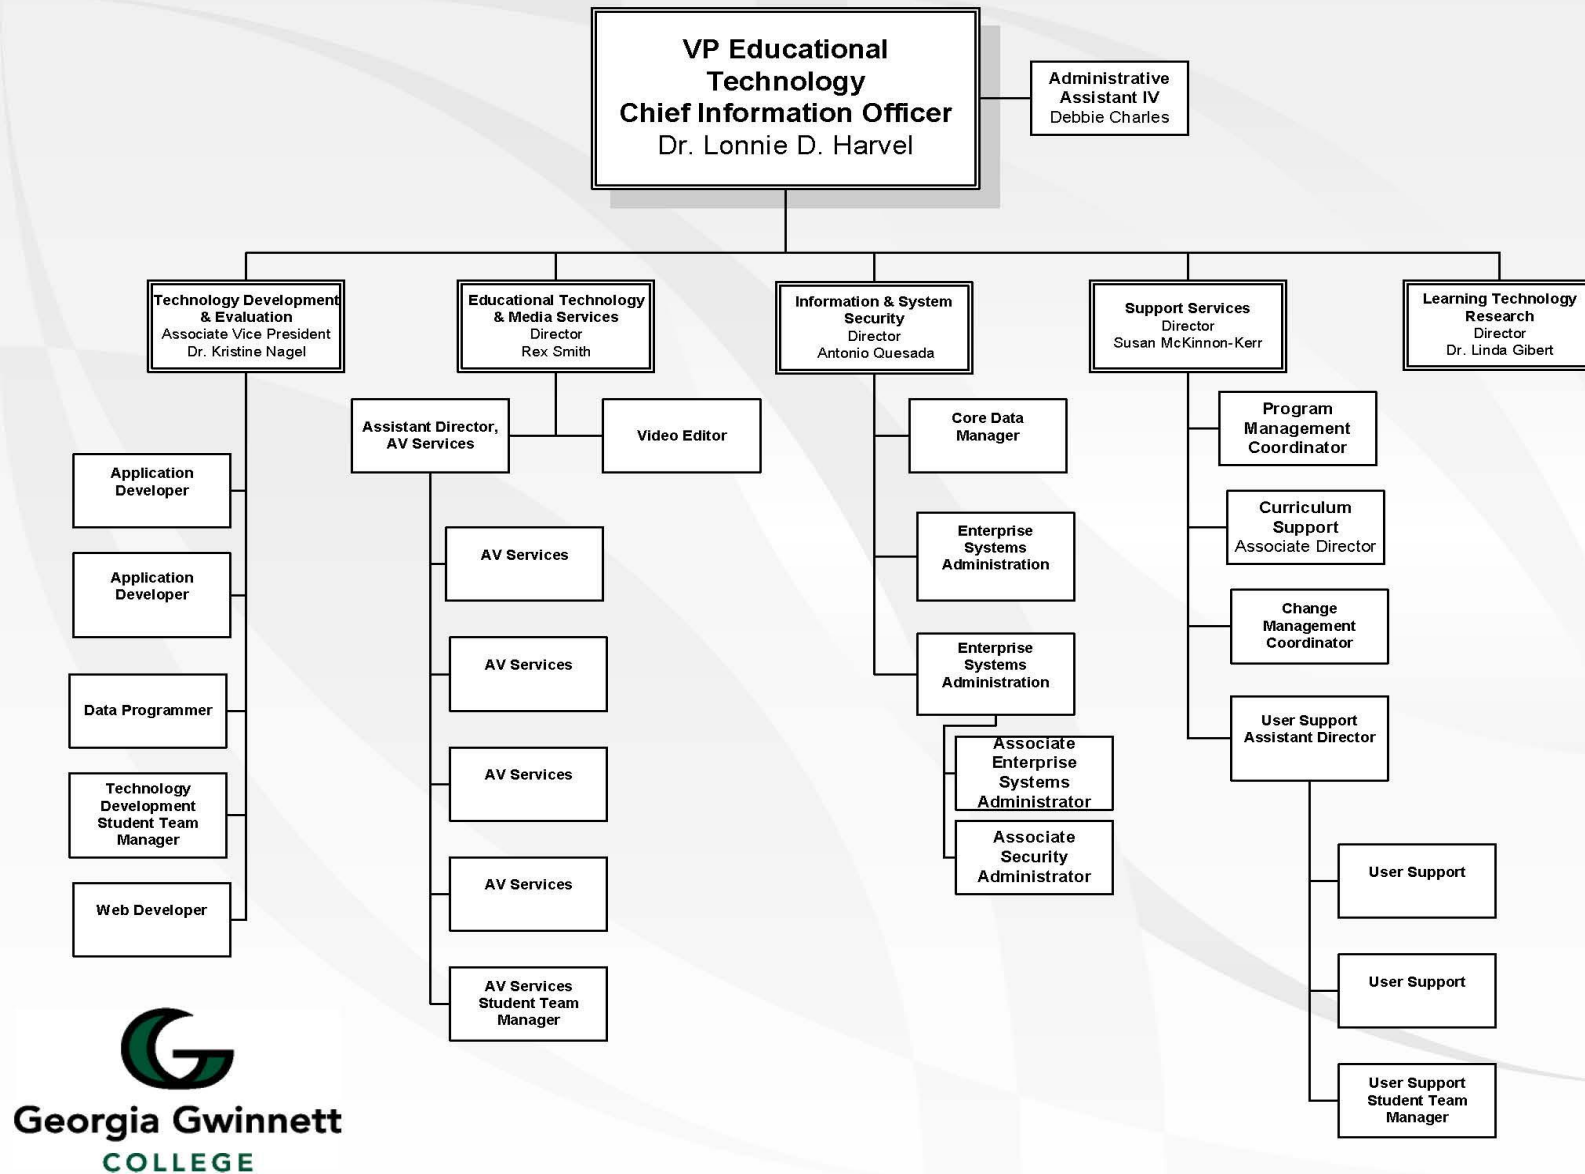 VP Educational
Technology
Chief Information Officer
Dr. Lonnie D. Harvel
Administrative
Assistant IV
Debbie Charles
Technology Development
& Evaluation
Associate Vice President
Dr. Kristine Nagel
Educational Technology
& Media Services
Director
Rex Smith
Information & System
Security
Director
Antonio Quesada
Support Services
Director
Susan McKinnon-Kerr
Learning Technology
Research
Director
Dr. Linda Gibert
Application
Developer
Application
Developer
Data Programmer
Technology
Development
Student Team
Manager
Web Developer
Assistant Director,
AV Services
Video Editor
AV Services
AV Services
AV Services
AV Services
AV Services
Student Team
Manager
Core Data
Manager
Enterprise
Systems
Administration
Enterprise
Systems
Administration
Associate
Enterprise
Systems
Administrator
Associate
Security
Administrator
Program
Management
Coordinator
Curriculum
Support
Associate Director
Change
Management
Coordinator
User Support
Assistant Director
User Support
User Support
User Support
Student Team
Manager
Georgia Gwinnett
COLLEGE